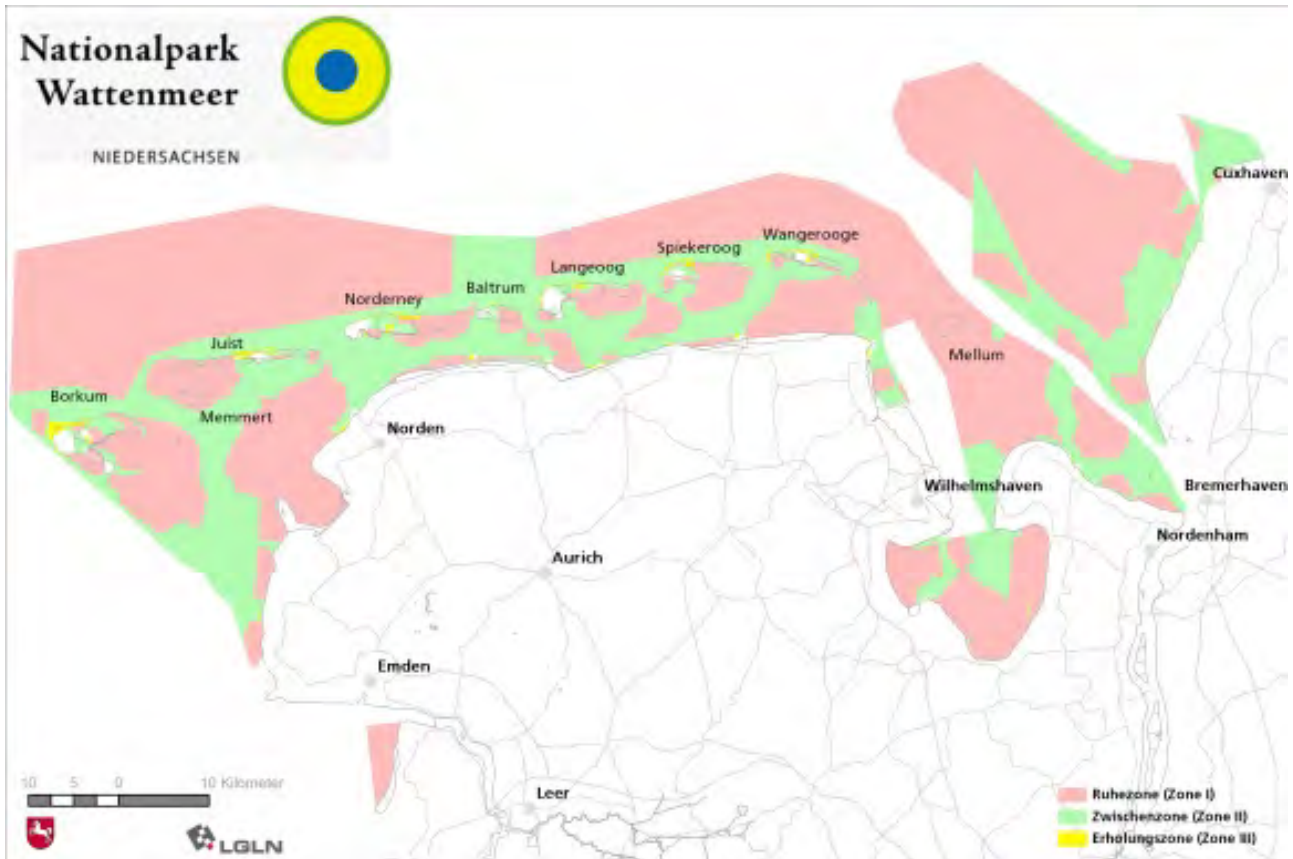 Nationalpark
Wattenmeer
NIEDERSACHSEN
Cuxhaven
Wangerooge
Spiekeroog
Langeoog
Baltrum
Norderney
Juist
Mellum
Borkum
Memmert
Norden
Wilhelmshaven
Bremerhaven
Nordenham
Aurich
Emden
10 5 0 10 Kilometer
Leer
Ruhezone (Zone I)
Zwischenzone (Zone II)
Erholungszone (Zone III)
LGLN